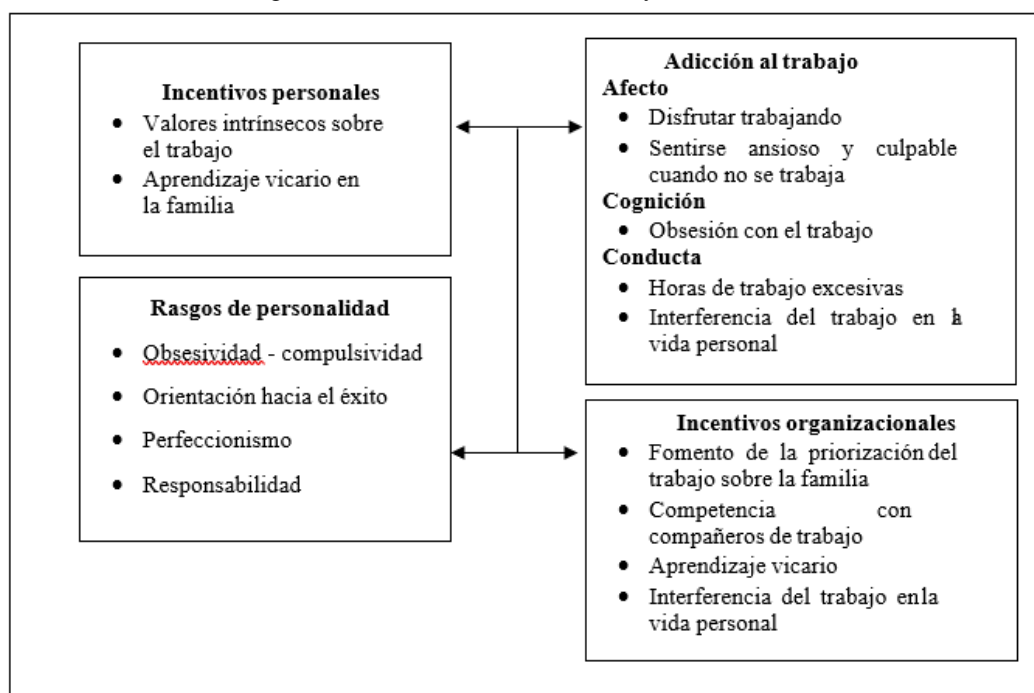 Incentivos personales
• Valores intrínsecos sobre
el trabajo
• Aprendizaje vicario en
la familia
Rasgos de personalidad
• Obsesividad - compulsividad
• Orientación hacia el éxito
• Perfeccionismo
• Responsabilidad
Adicción al trabajo
Afecto
• Disfrutar trabajando
• Sentirse ansioso y culpable
cuando no se trabaja
Cognición
• Obsesión con el trabajo
Conducta
• Horas de trabajo excesivas
• Interferencia del trabajo en la
vida personal
Incentivos organizacionales
• Fomento de la priorización del
trabajo sobre la familia
• Competencia con
compañeros de trabajo
• Aprendizaje vicario
• Interferencia del trabajo en la
vida personal